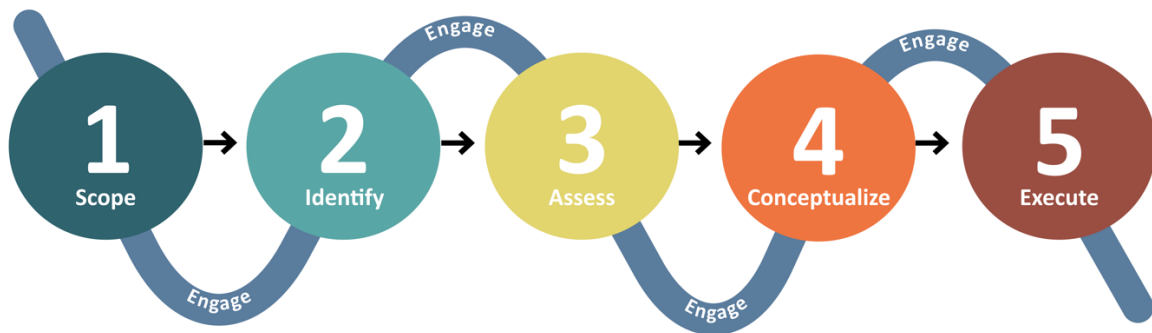 1
Scope
Engage
2
Identify
Engage
3
Assess
Engage
4
Conceptualize
Engage
5
Execute